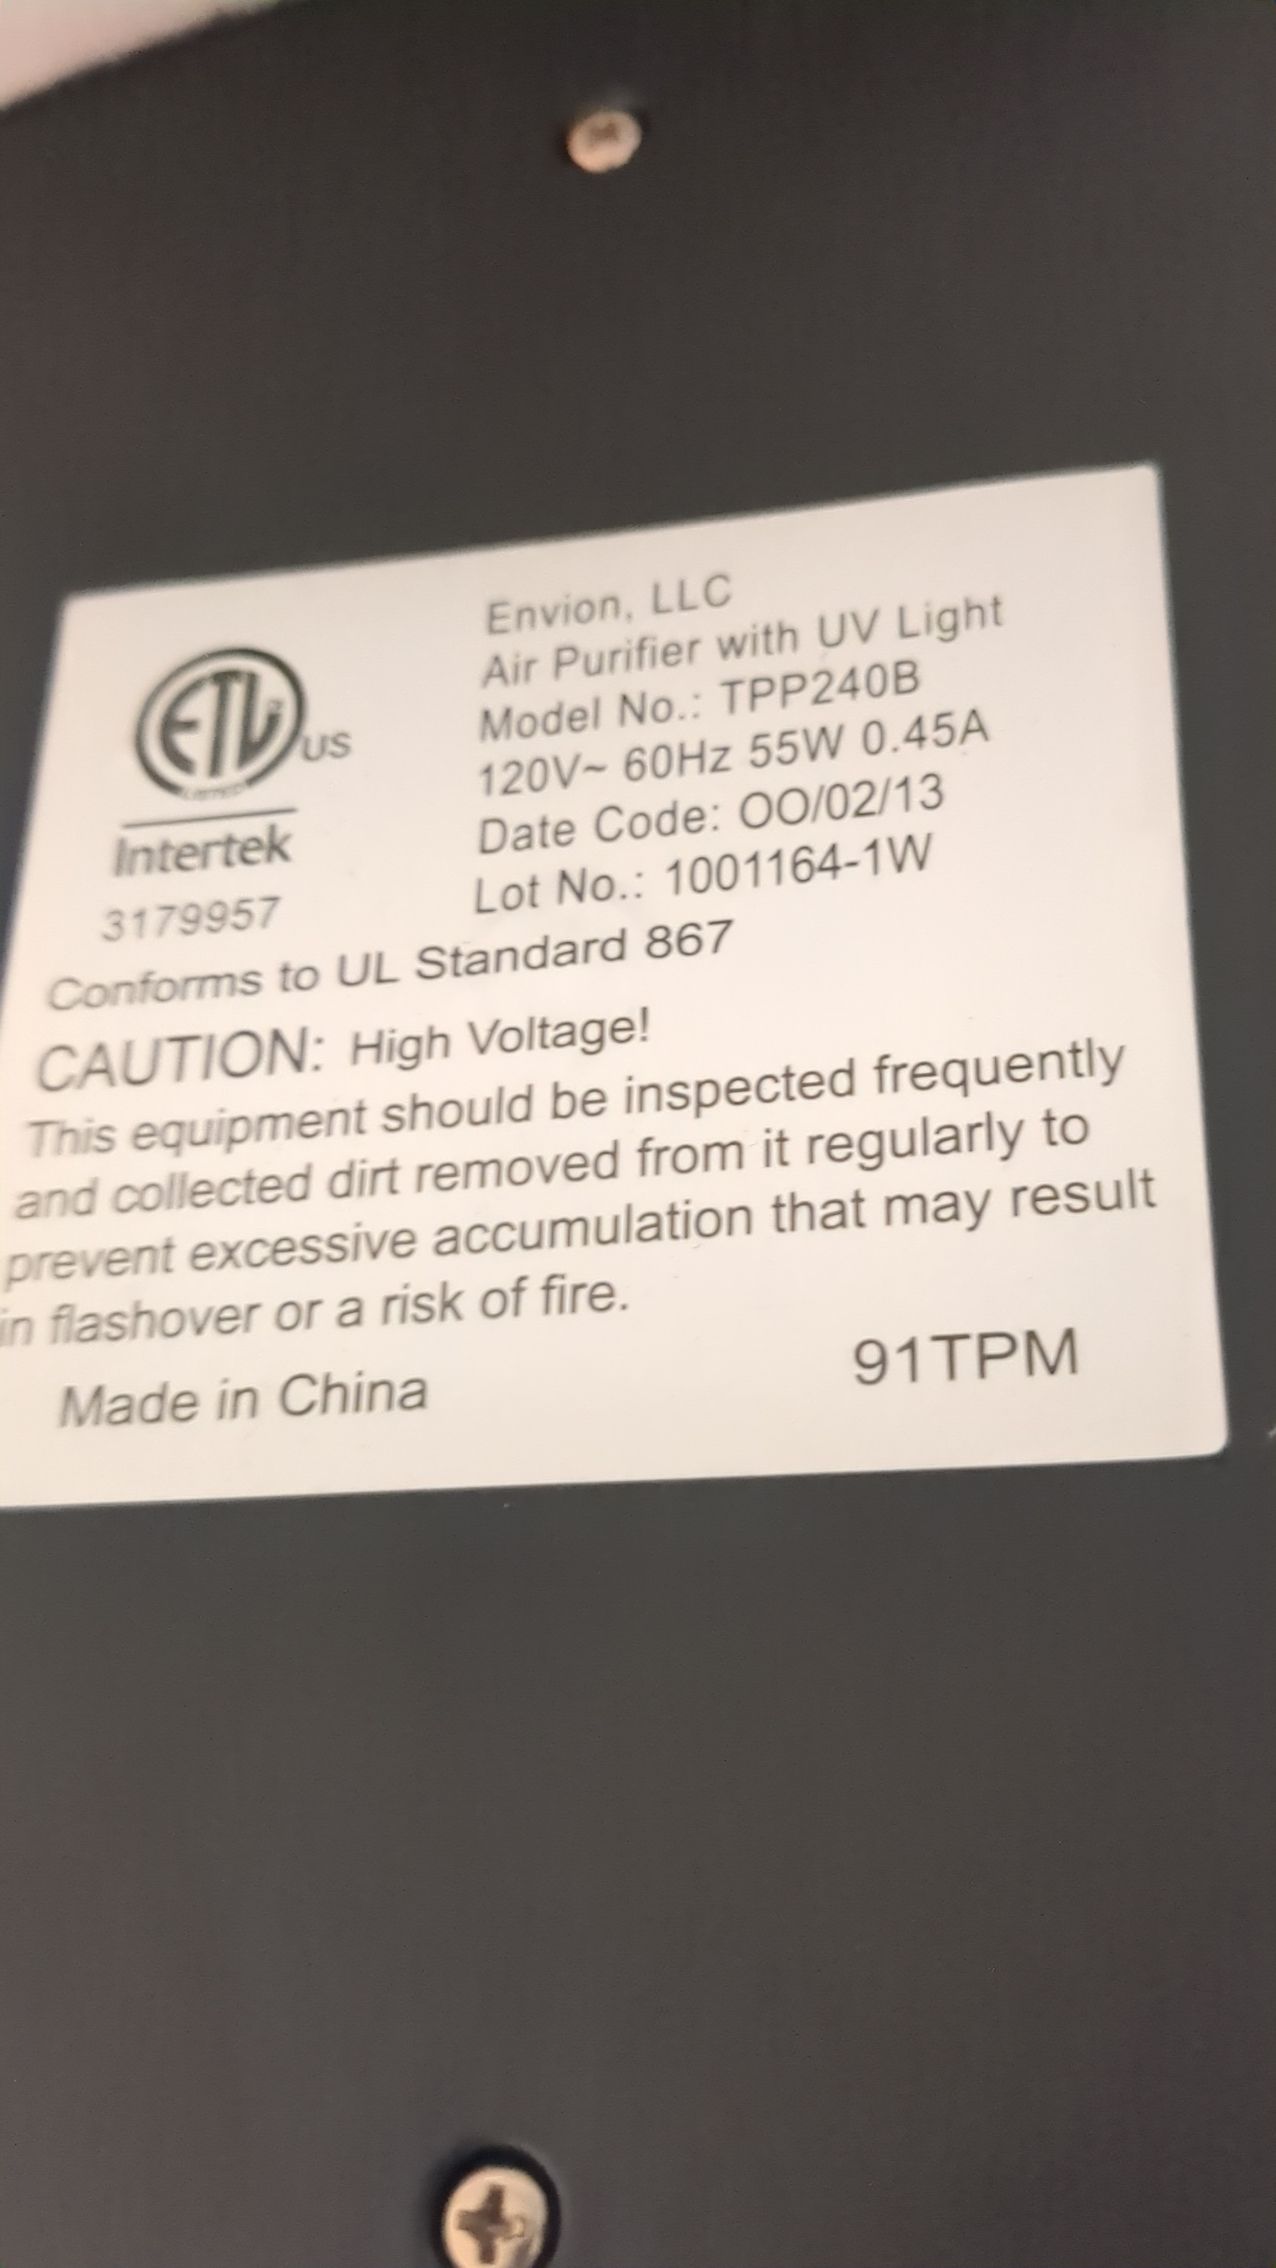 ETL US
LISTED
Intertek
3179957
Envion, LLC
Air Purifier with UV Light
Model No.: TPP240B
120V~ 60Hz 55W 0.45A
Date Code: OO/02/13
Lot No.: 1001164-1W
Conforms to UL Standard 867
CAUTION: High Voltage!
This equipment should be inspected frequently
and collected dirt removed from it regularly to
prevent excessive accumulation that may result
in flashover or a risk of fire.
Made in China
91TPM